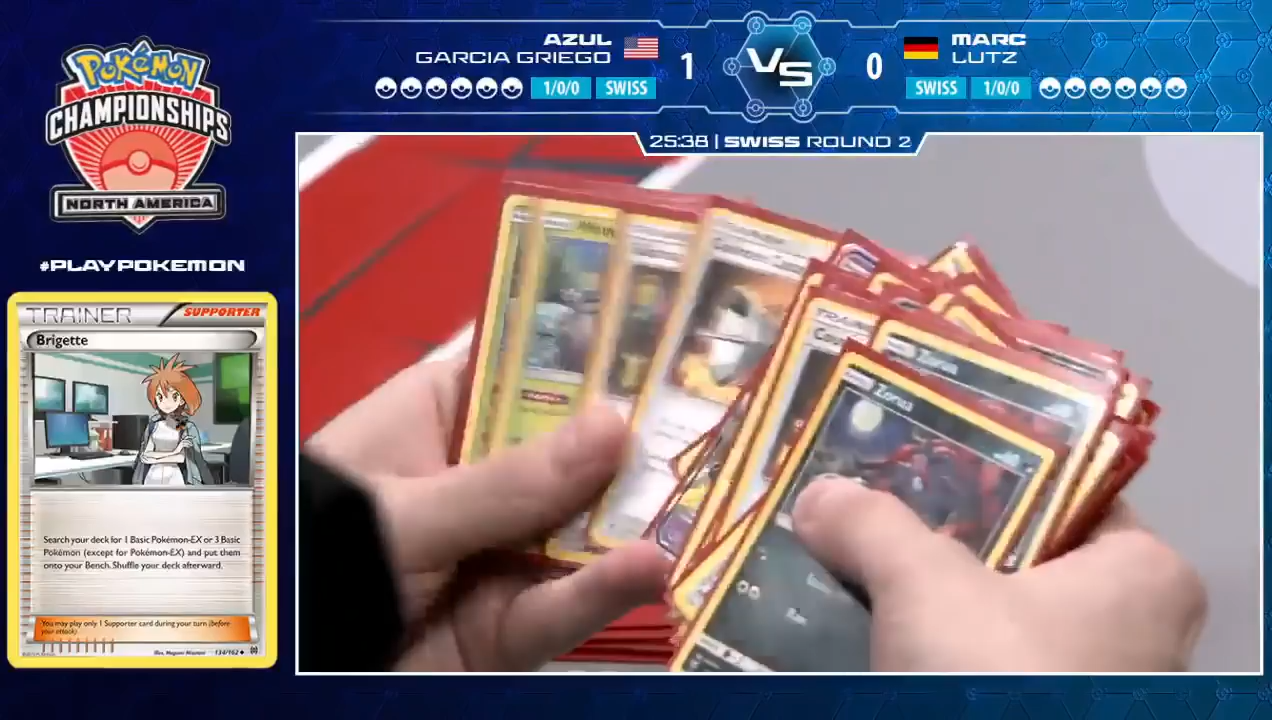 Pokémon
CHAMPIONSHIPS
NORTH AMERICA
#PLAYPOKEMON
AZUL
GARCIA GRIEGO
1
1/0/0
SWISS
VS
0
MARC
LUTZ
SWISS
1/0/0
25:38 | SWISS ROUND 2
TRAINER
SUPPORTER
Brigette
Search your deck for 1 Basic Pokémon-EX or 3 Basic
Pokémon (except for Pokémon-EX) and put them
onto your Bench. Shuffle your deck afterward.
You may play only 1 Supporter card during your turn (before
your attack).
134/162
Zorua
Zorua